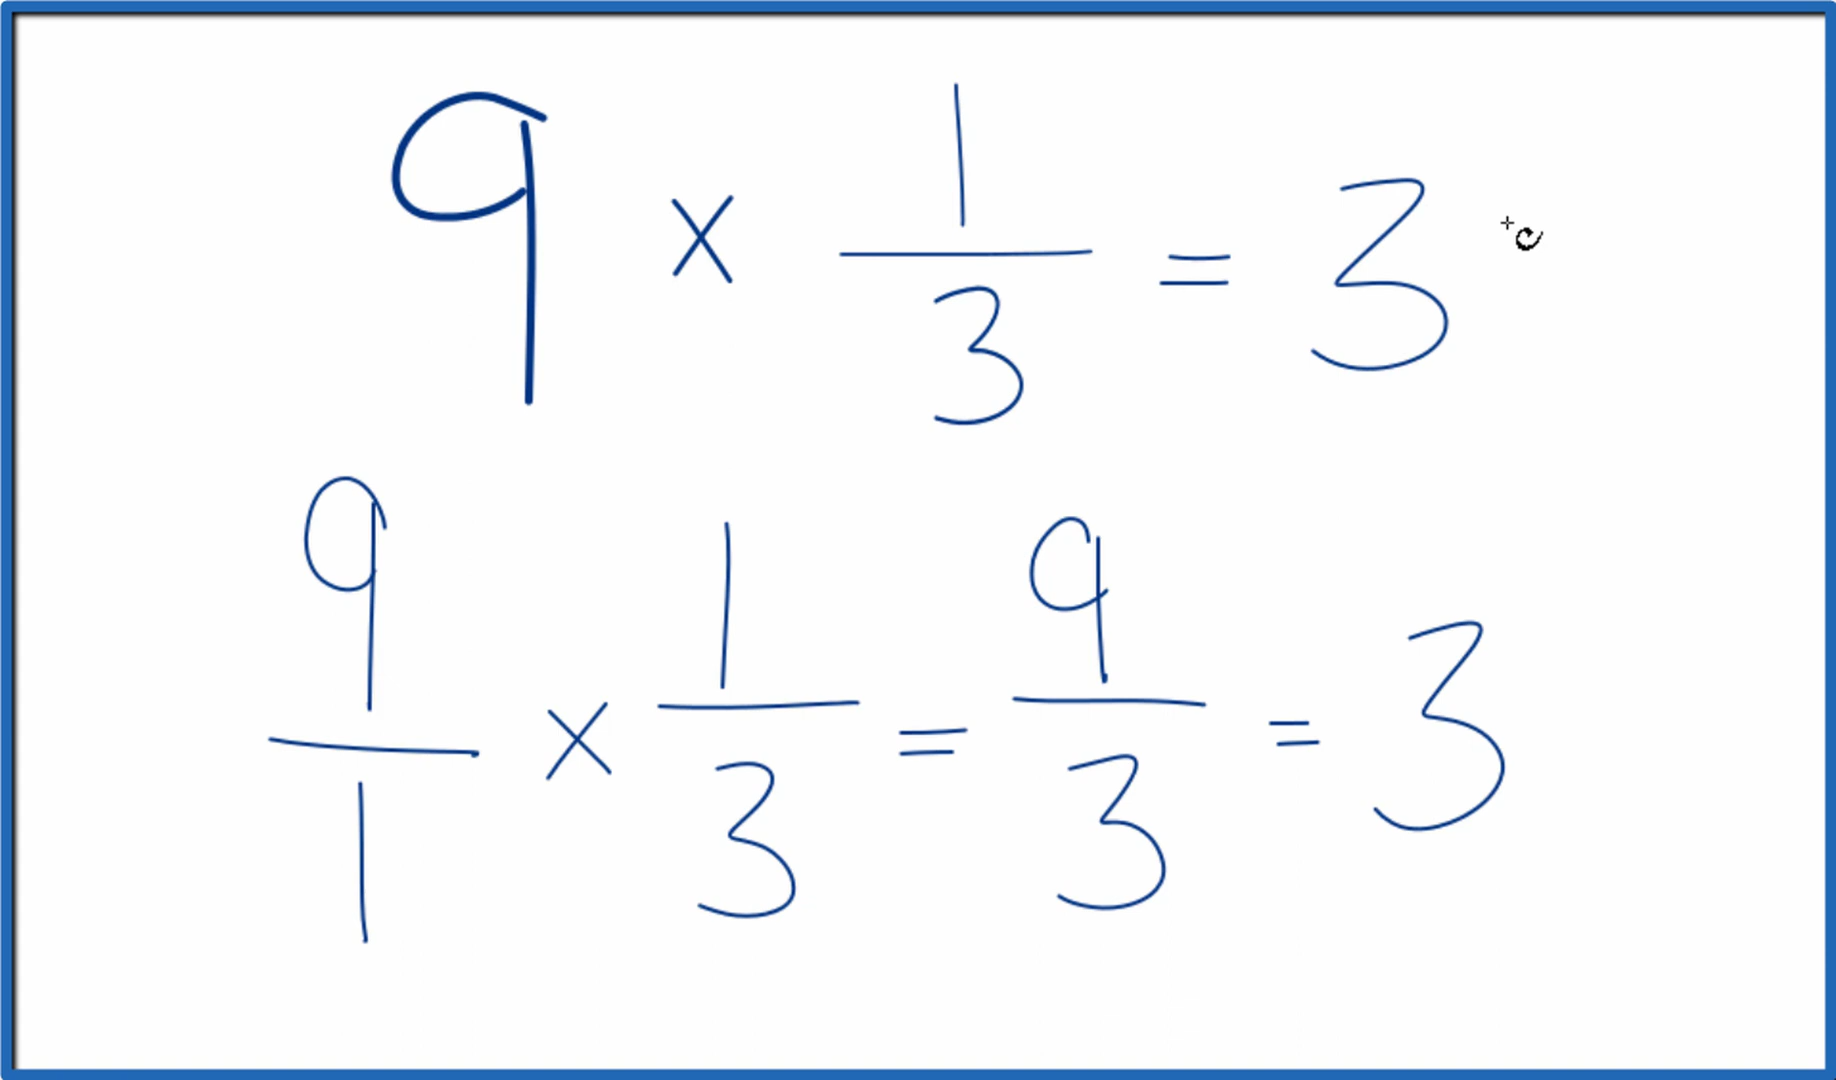 9 × 1/3 = 3
9/1 × 1/3 = 9/3 = 3